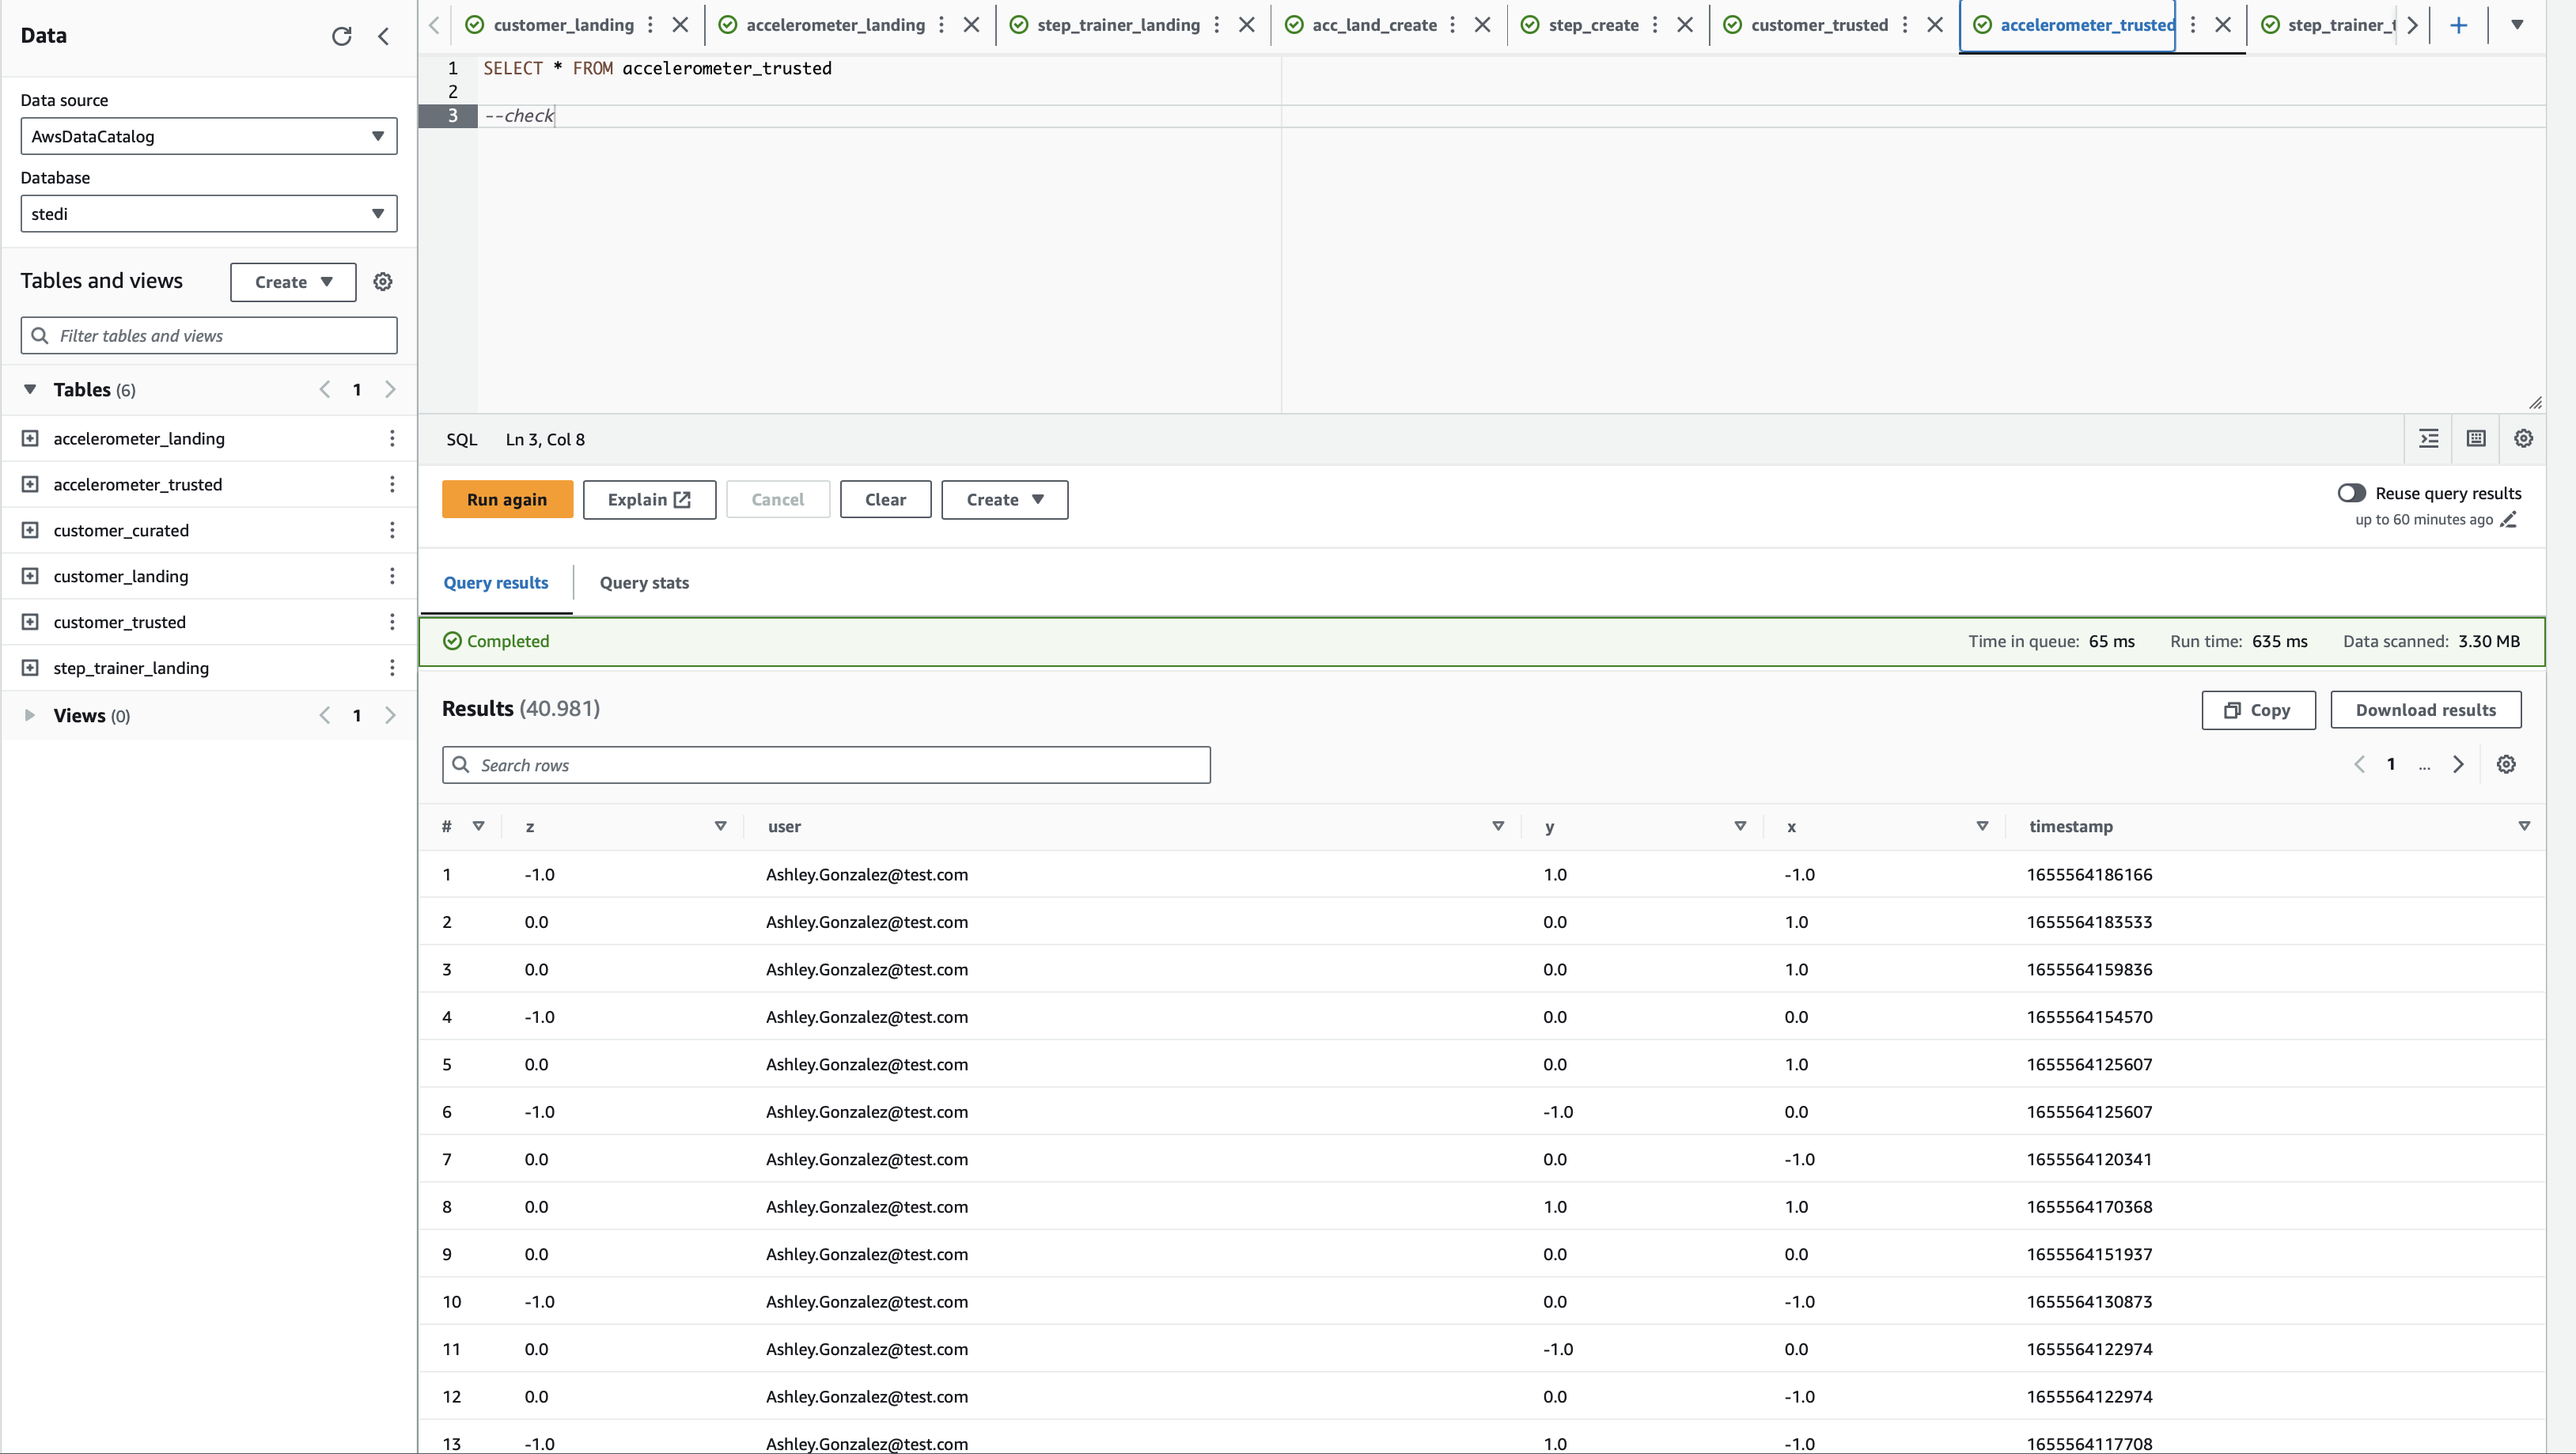 Data
Data source
AwsDataCatalog
Database
stedi
Tables and views
Create
Filter tables and views
Tables (6)
1
accelerometer_landing
accelerometer_trusted
customer_curated
customer_landing
customer_trusted
step_trainer_landing
Views (0)
1
customer_landing
accelerometer_landing
step_trainer_landing
acc_land_create
step_create
customer_trusted
accelerometer_trusted
step_trainer_t
1 SELECT * FROM accelerometer_trusted
2
3 --check
SQL Ln 3, Col 8
Run again Explain Cancel Clear Create
Reuse query results
up to 60 minutes ago
Query results Query stats
Completed Time in queue: 65 ms Run time: 635 ms Data scanned: 3.30 MB
Results (40.981)
Copy Download results
Search rows
1 ...
# z user y x timestamp
1 -1.0 Ashley.Gonzalez@test.com 1.0 -1.0 1655564186166
2 0.0 Ashley.Gonzalez@test.com 0.0 1.0 1655564183533
3 0.0 Ashley.Gonzalez@test.com 0.0 1.0 1655564159836
4 -1.0 Ashley.Gonzalez@test.com 0.0 0.0 1655564154570
5 0.0 Ashley.Gonzalez@test.com 0.0 1.0 1655564125607
6 -1.0 Ashley.Gonzalez@test.com -1.0 0.0 1655564125607
7 0.0 Ashley.Gonzalez@test.com 0.0 -1.0 1655564120341
8 0.0 Ashley.Gonzalez@test.com 1.0 1.0 1655564170368
9 0.0 Ashley.Gonzalez@test.com 0.0 0.0 1655564151937
10 -1.0 Ashley.Gonzalez@test.com 0.0 -1.0 1655564130873
11 0.0 Ashley.Gonzalez@test.com -1.0 0.0 1655564122974
12 0.0 Ashley.Gonzalez@test.com 0.0 -1.0 1655564122974
13 -1.0 Ashley.Gonzalez@test.com 1.0 -1.0 1655564117708